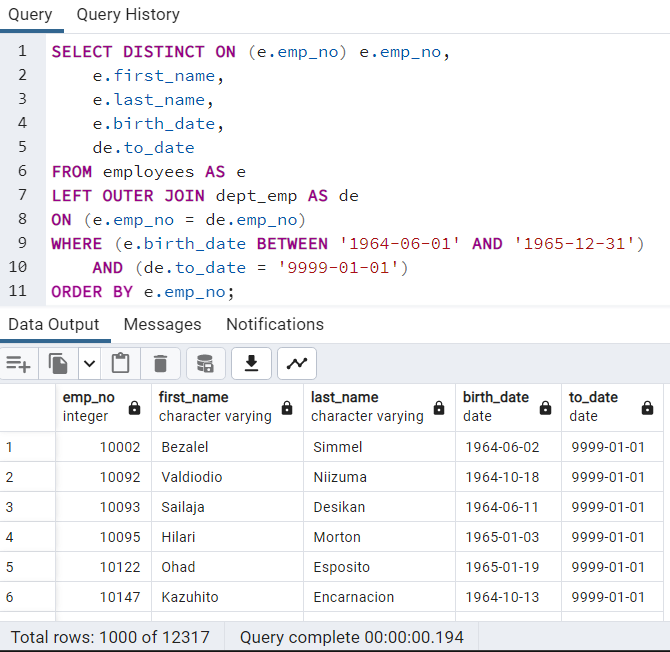 Query Query History
1 SELECT DISTINCT ON (e.emp_no) e.emp_no,
2 e.first_name,
3 e.last_name,
4 e.birth_date,
5 de.to_date
6 FROM employees AS e
7 LEFT OUTER JOIN dept_emp AS de
8 ON (e.emp_no = de.emp_no)
9 WHERE (e.birth_date BETWEEN '1964-06-01' AND '1965-12-31')
10 AND (de.to_date = '9999-01-01')
11 ORDER BY e.emp_no;
Data Output Messages Notifications
emp_no first_name last_name birth_date to_date
integer character varying character varying date date
1 10002 Bezalel Simmel 1964-06-02 9999-01-01
2 10092 Valdiodio Niizuma 1964-10-18 9999-01-01
3 10093 Sailaja Desikan 1964-06-11 9999-01-01
4 10095 Hilari Morton 1965-01-03 9999-01-01
5 10122 Ohad Esposito 1965-01-19 9999-01-01
6 10147 Kazuhito Encarnacion 1964-10-13 9999-01-01
Total rows: 1000 of 12317 Query complete 00:00:00.194